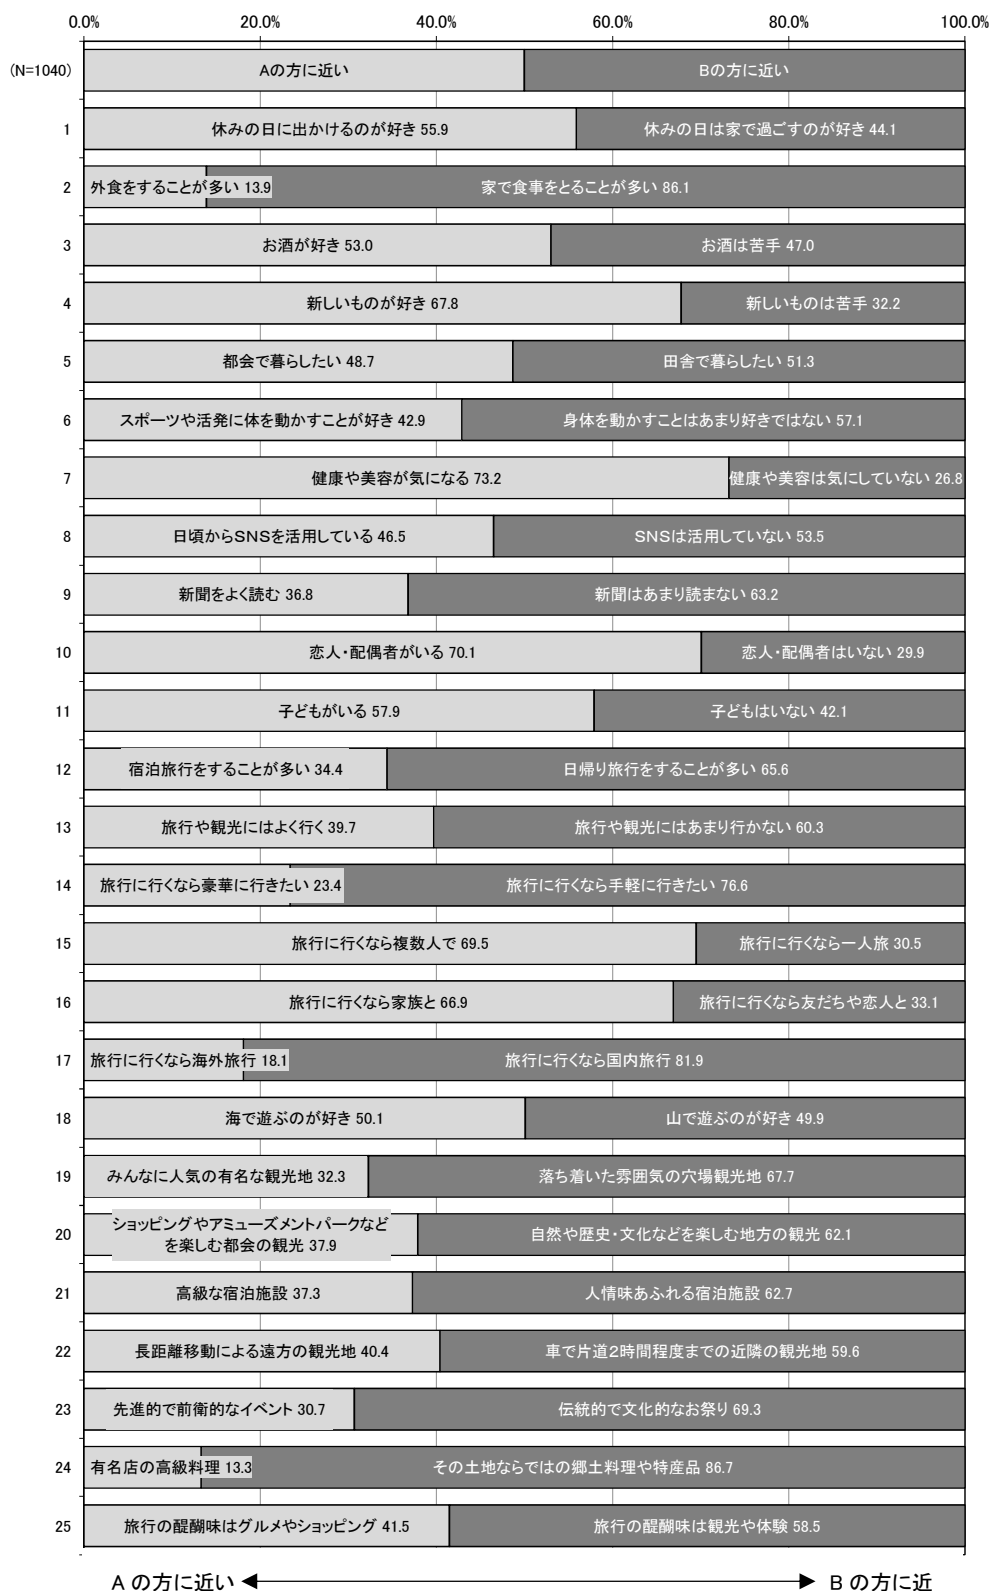 0.0% 20.0% 40.0% 60.0% 80.0% 100.0%
(N=1040) Aの方に近い Bの方に近い
1 休みの日に出かけるのが好き 55.9 休みの日は家で過ごすのが好き 44.1
2 外食をすることが多い 13.9 家で食事をとることが多い 86.1
3 お酒が好き 53.0 お酒は苦手 47.0
4 新しいものが好き 67.8 新しいものは苦手 32.2
5 都会で暮らしたい 48.7 田舎で暮らしたい 51.3
6 スポーツや活発に体を動かすことが好き 42.9 身体を動かすことはあまり好きではない 57.1
7 健康や美容が気になる 73.2 健康や美容は気にしていない 26.8
8 日頃からSNSを活用している 46.5 SNSは活用していない 53.5
9 新聞をよく読む 36.8 新聞はあまり読まない 63.2
10 恋人・配偶者がいる 70.1 恋人・配偶者はいない 29.9
11 子どもがいる 57.9 子どもはいない 42.1
12 宿泊旅行をすることが多い 34.4 日帰り旅行をすることが多い 65.6
13 旅行や観光にはよく行く 39.7 旅行や観光にはあまり行かない 60.3
14 旅行に行くなら豪華に行きたい 23.4 旅行に行くなら手軽に行きたい 76.6
15 旅行に行くなら複数人で 69.5 旅行に行くなら一人旅 30.5
16 旅行に行くなら家族と 66.9 旅行に行くなら友だちや恋人と 33.1
17 旅行に行くなら海外旅行 18.1 旅行に行くなら国内旅行 81.9
18 海で遊ぶのが好き 50.1 山で遊ぶのが好き 49.9
19 みんなに人気の有名な観光地 32.3 落ち着いた雰囲気の穴場観光地 67.7
20 ショッピングやアミューズメントパークなど
を楽しむ都会の観光 37.9 自然や歴史・文化などを楽しむ地方の観光 62.1
21 高級な宿泊施設 37.3 人情味あふれる宿泊施設 62.7
22 長距離移動による遠方の観光地 40.4 車で片道2時間程度までの近隣の観光地 59.6
23 先進的で前衛的なイベント 30.7 伝統的で文化的なお祭り 69.3
24 有名店の高級料理 13.3 その土地ならではの郷土料理や特産品 86.7
25 旅行の醍醐味はグルメやショッピング 41.5 旅行の醍醐味は観光や体験 58.5
A の方に近い B の方に近